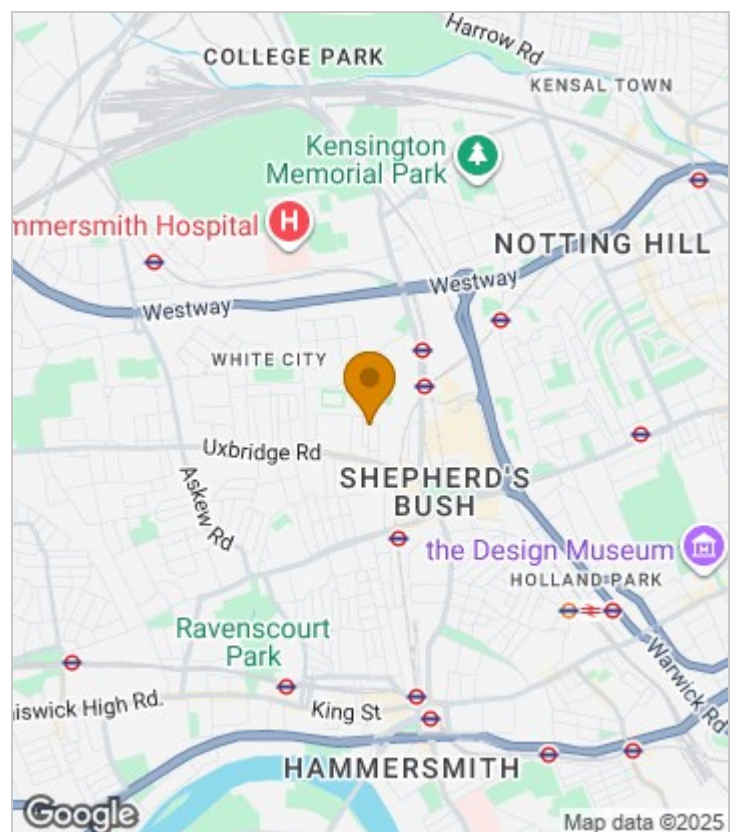 Harrow Rd
COLLEGE PARK
KENSAL TOWN
Kensington
Memorial Park
mmersmith Hospital
H
NOTTING HILL
Westway
Westway
WHITE CITY
Uxbridge Rd
SHEPHERD'S
BUSH
Askew Rd
the Design Museum
HOLLAND PARK
Ravenscourt
Park
Warwick Rd
iswick High Rd.
King St
HAMMERSMITH
Google
Map data ©2025